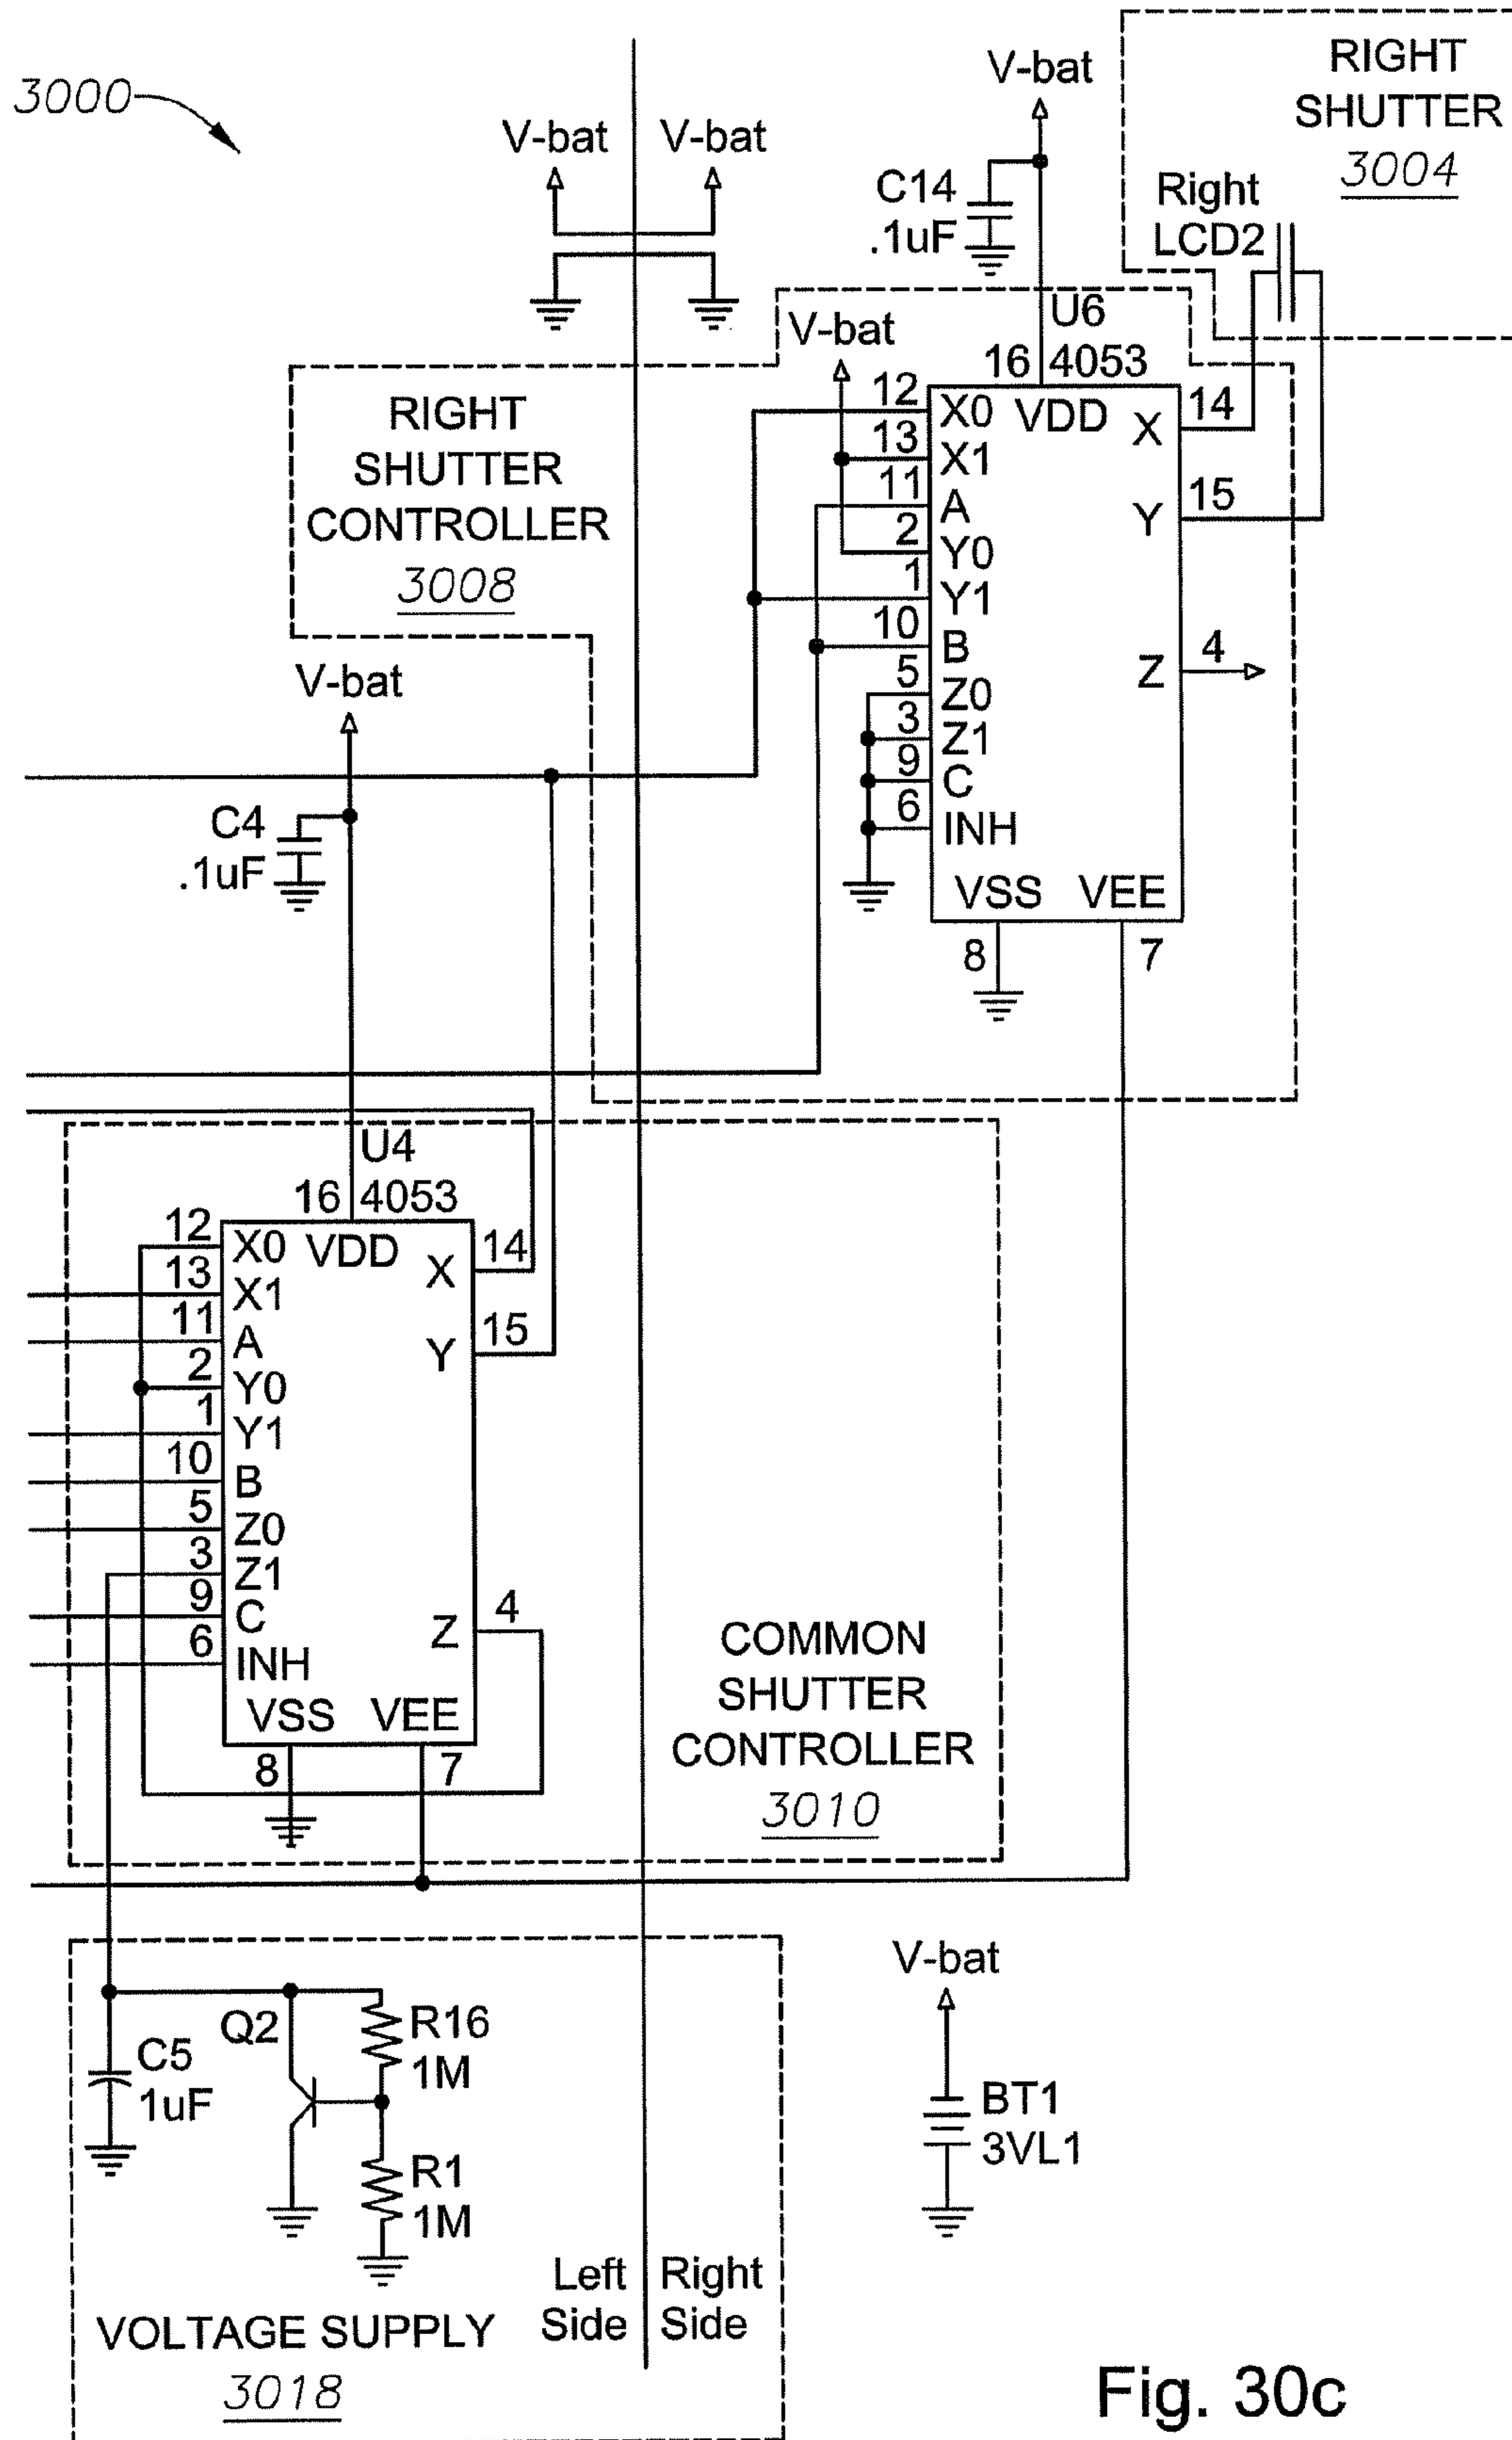 3000
V-bat
V-bat
V-bat
RIGHT
SHUTTER
3004
C14
.1uF
Right
LCD2
V-bat
U6
16
4053
RIGHT
SHUTTER
CONTROLLER
3008
12
X0
VDD
X
14
13
X1
11
A
Y
15
2
Y0
1
Y1
10
B
5
Z0
Z
4
3
Z1
9
C
6
INH
VSS
VEE
8
7
V-bat
C4
.1uF
U4
16
4053
12
X0
VDD
X
14
13
X1
11
A
Y
15
2
Y0
1
Y1
10
B
5
Z0
3
Z1
9
C
Z
4
6
INH
VSS
VEE
8
7
COMMON
SHUTTER
CONTROLLER
3010
C5
1uF
Q2
R16
1M
R1
1M
V-bat
BT1
3VL1
Left
Side
Right
Side
VOLTAGE SUPPLY
3018
Fig. 30c